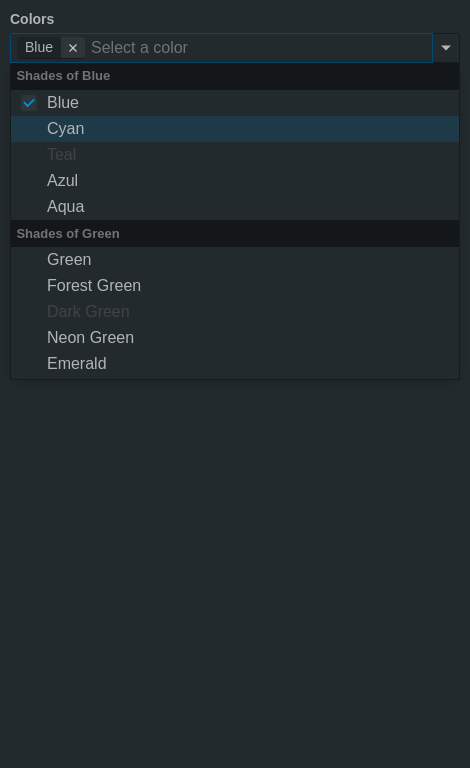 Colors
Blue Select a color
Shades of Blue
Blue
Cyan
Teal
Azul
Aqua
Shades of Green
Green
Forest Green
Dark Green
Neon Green
Emerald